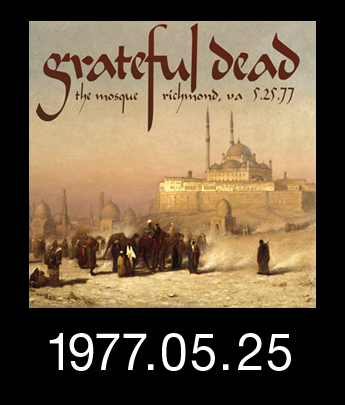 grateful dead
the mosque richmond, va 5.25.77
1977.05.25